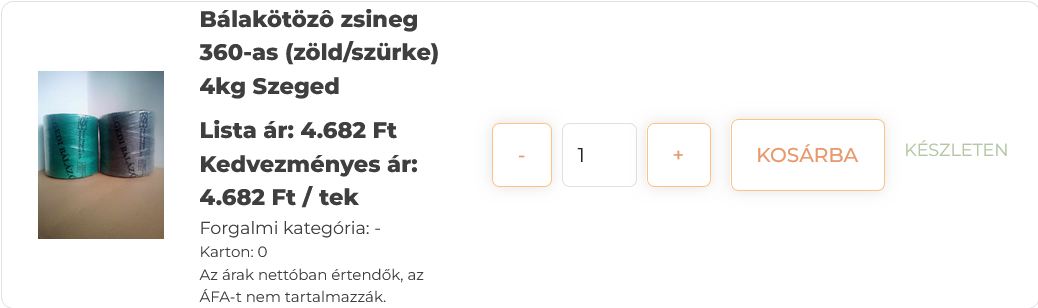 Bálakötözô zsineg
360-as (zöld/szürke)
4kg Szeged
Lista ár: 4.682 Ft
Kedvezményes ár:
4.682 Ft / tek
Forgalmi kategória: -
Karton: 0
Az árak nettóban értendők, az
ÁFA-t nem tartalmazzák.
-
1
+
KOSÁRBA
KÉSZLETEN